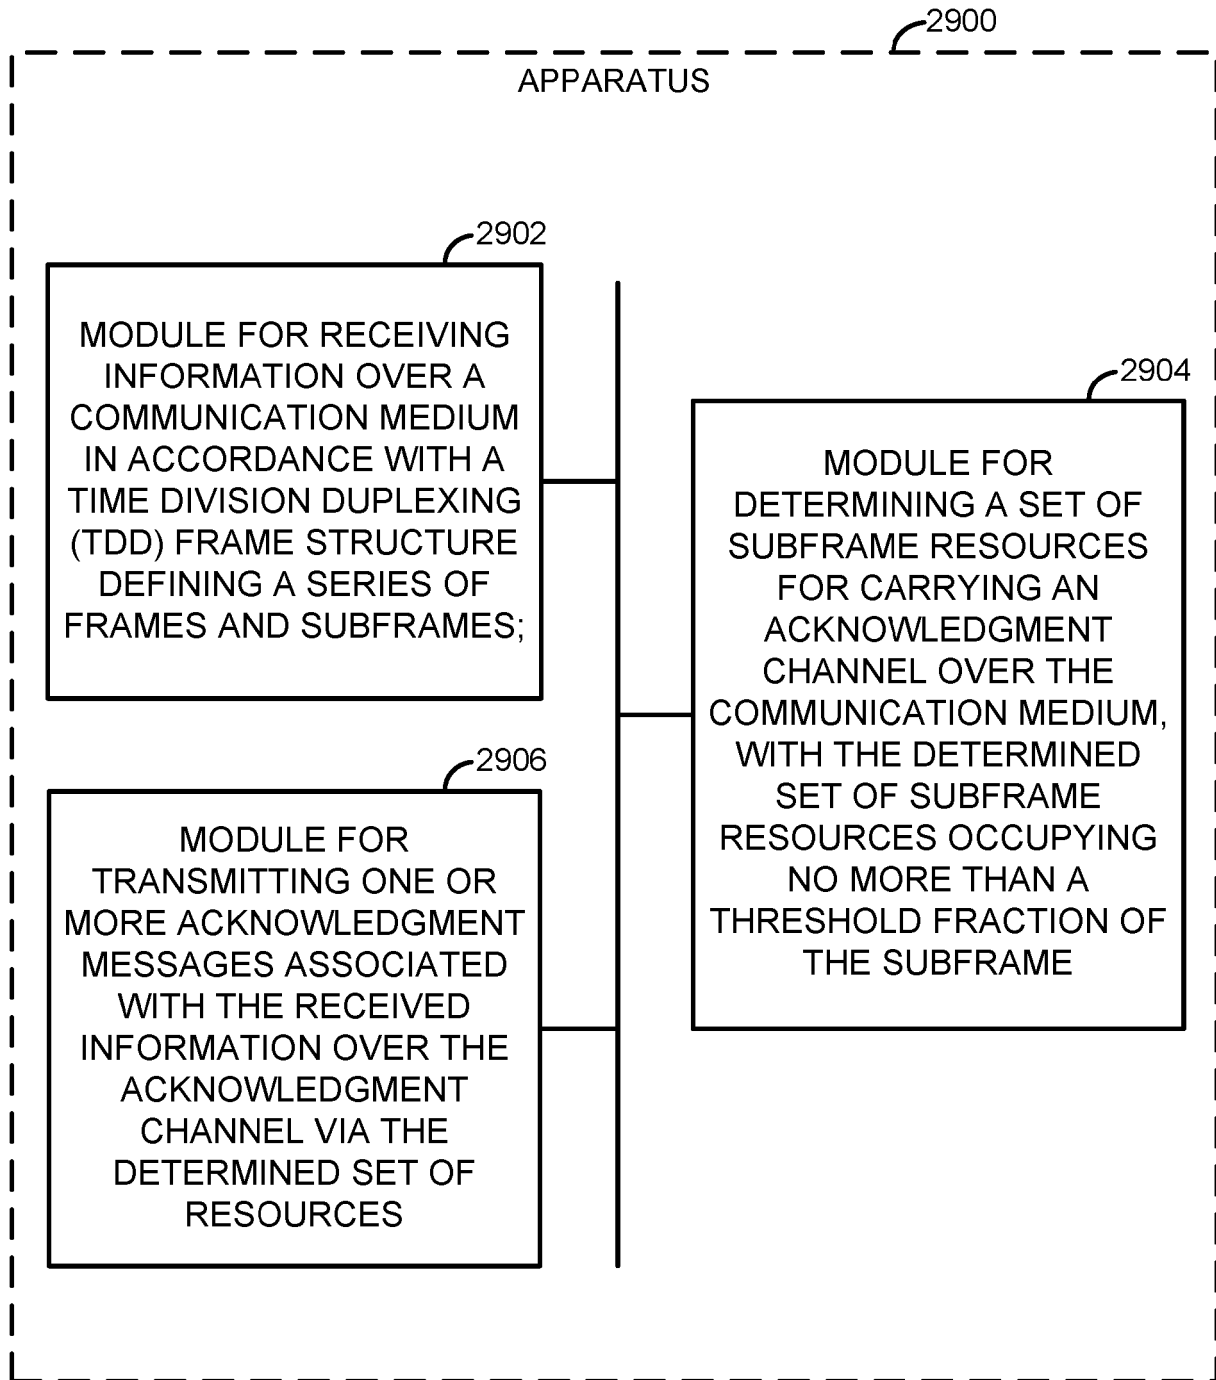 2900
APPARATUS
2902
MODULE FOR RECEIVING
INFORMATION OVER A
COMMUNICATION MEDIUM
IN ACCORDANCE WITH A
TIME DIVISION DUPLEXING
(TDD) FRAME STRUCTURE
DEFINING A SERIES OF
FRAMES AND SUBFRAMES;
2904
MODULE FOR
DETERMINING A SET OF
SUBFRAME RESOURCES
FOR CARRYING AN
ACKNOWLEDGMENT
CHANNEL OVER THE
COMMUNICATION MEDIUM,
WITH THE DETERMINED
SET OF SUBFRAME
RESOURCES OCCUPYING
NO MORE THAN A
THRESHOLD FRACTION OF
THE SUBFRAME
2906
MODULE FOR
TRANSMITTING ONE OR
MORE ACKNOWLEDGMENT
MESSAGES ASSOCIATED
WITH THE RECEIVED
INFORMATION OVER THE
ACKNOWLEDGMENT
CHANNEL VIA THE
DETERMINED SET OF
RESOURCES